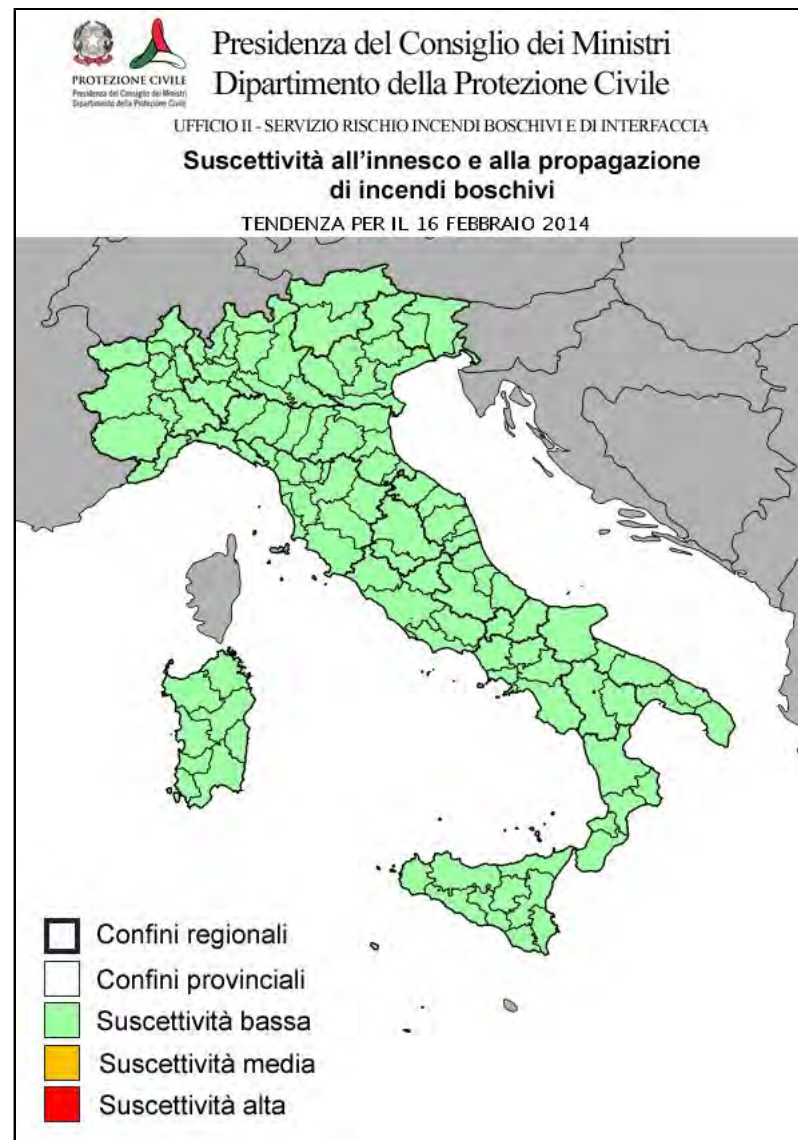 PROTEZIONE CIVILE
Presidenza del Consiglio dei Ministri
Dipartimento della Protezione Civile
Presidenza del Consiglio dei Ministri
Dipartimento della Protezione Civile
UFFICIO II - SERVIZIO RISCHIO INCENDI BOSCHIVI E DI INTERFACCIA
Suscettività all'innesco e alla propagazione
di incendi boschivi
TENDENZA PER IL 16 FEBBRAIO 2014
Confini regionali
Confini provinciali
Suscettività bassa
Suscettività media
Suscettività alta